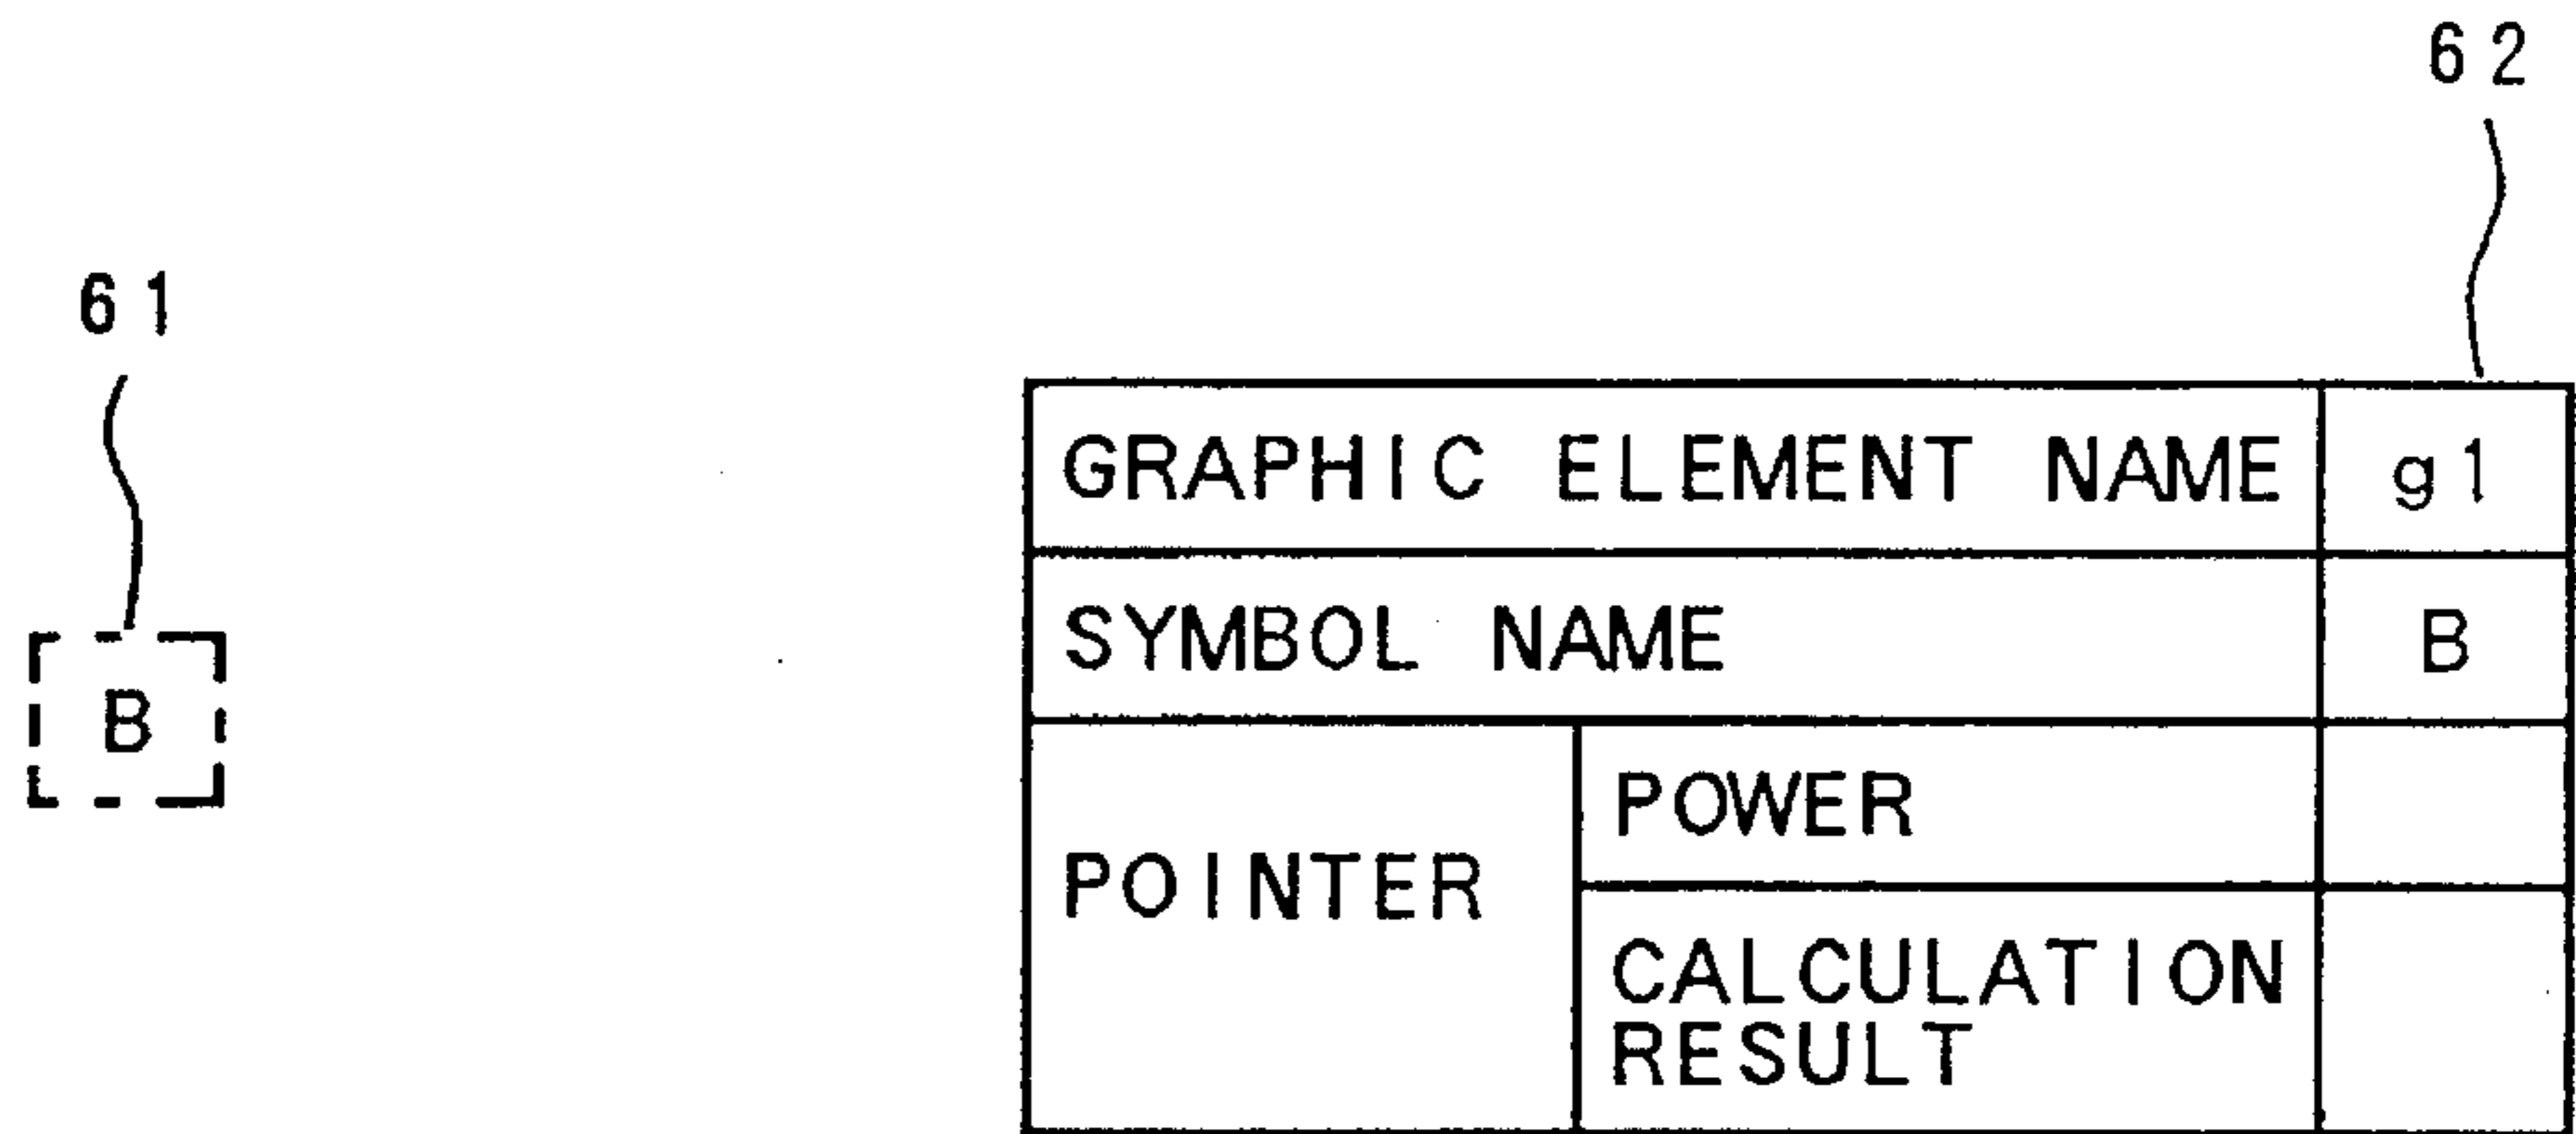 62
61
GRAPHIC ELEMENT NAME g1
SYMBOL NAME B
B
POWER
POINTER
CALCULATION
RESULT